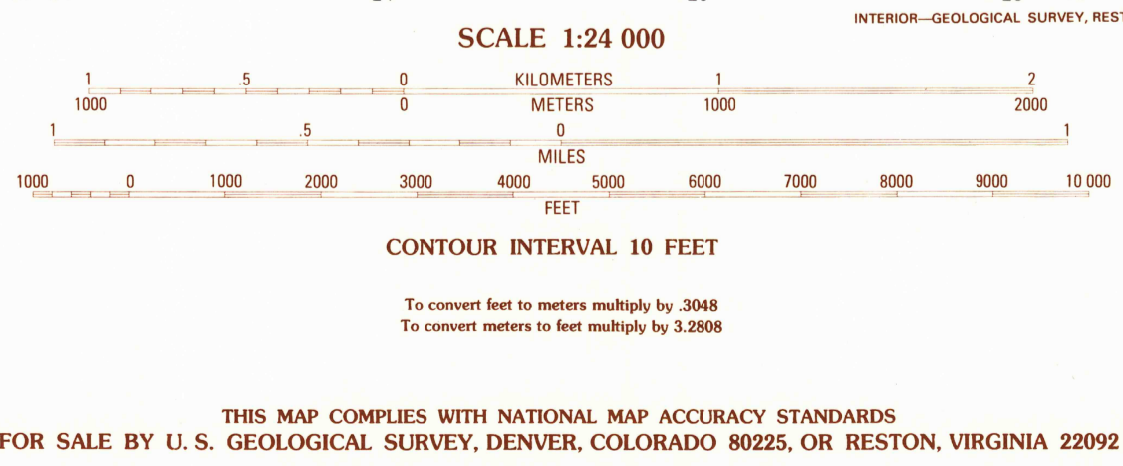 INTERIOR—GEOLOGICAL SURVEY, REST
SCALE 1:24 000
1 .5 0 KILOMETERS 1 2
1000 0 METERS 1000 2000
1 .5 0 1
MILES
1000 0 1000 2000 3000 4000 5000 6000 7000 8000 9000 10 000
FEET
CONTOUR INTERVAL 10 FEET
To convert feet to meters multiply by .3048
To convert meters to feet multiply by 3.2808
THIS MAP COMPLIES WITH NATIONAL MAP ACCURACY STANDARDS
FOR SALE BY U. S. GEOLOGICAL SURVEY, DENVER, COLORADO 80225, OR RESTON, VIRGINIA 22092